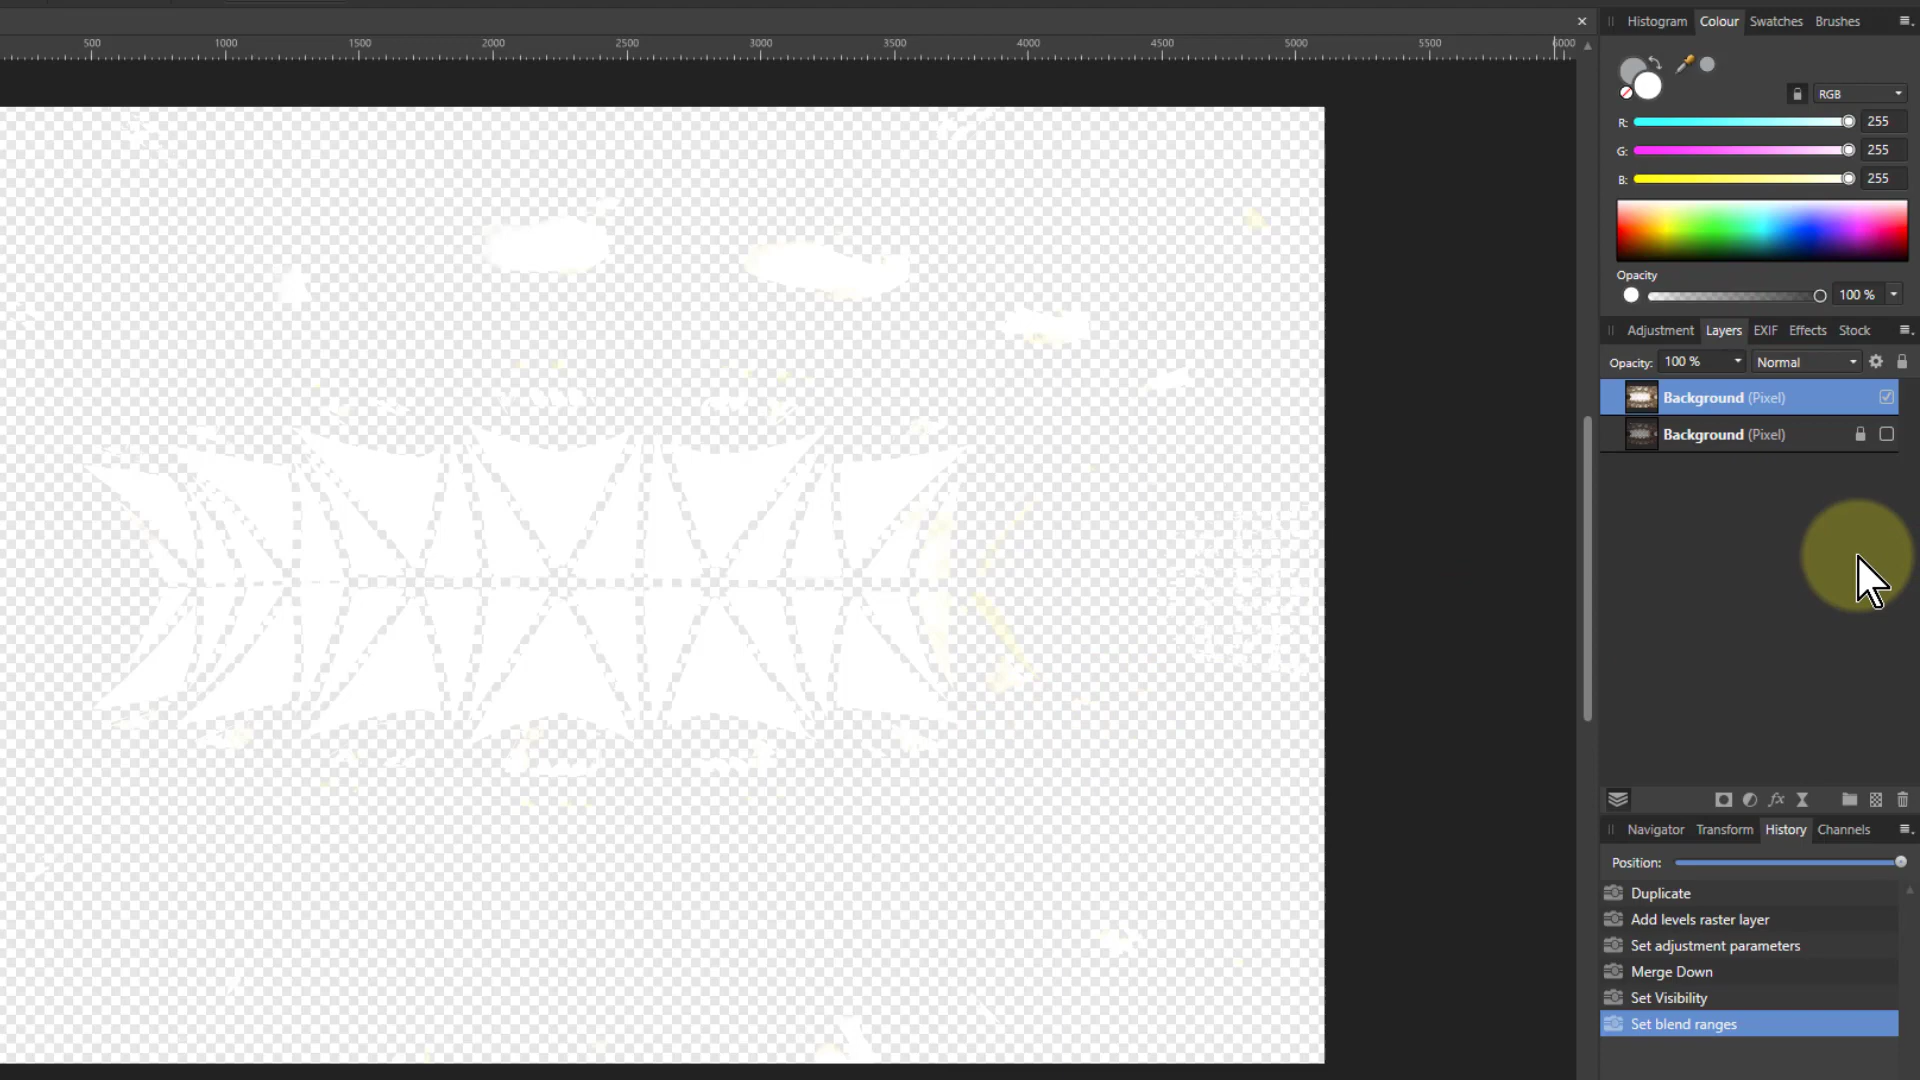 Histogram Colour Swatches Brushes
500 1000 1500 2000 2500 3000 3500 4000 4500 5000 5500 6000
RGB
R: 255
G: 255
B: 255
Opacity
100 %
Adjustment Layers EXIF Effects Stock
Opacity: 100 % Normal
Background (Pixel)
Background (Pixel)
fx
Navigator Transform History Channels
Position:
Duplicate
Add levels raster layer
Set adjustment parameters
Merge Down
Set Visibility
Set blend ranges